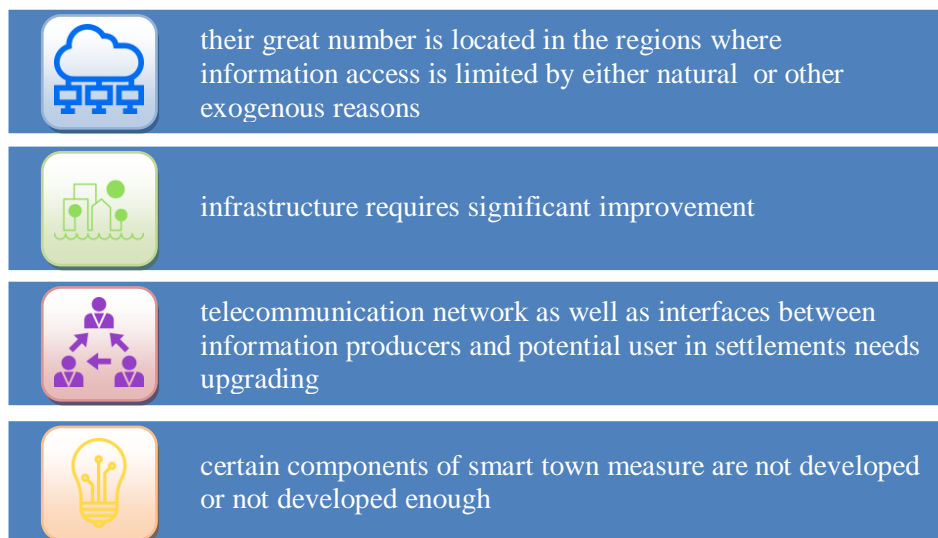 their great number is located in the regions where
information access is limited by either natural or other
exogenous reasons
infrastructure requires significant improvement
telecommunication network as well as interfaces between
information producers and potential user in settlements needs
upgrading
certain components of smart town measure are not developed
or not developed enough